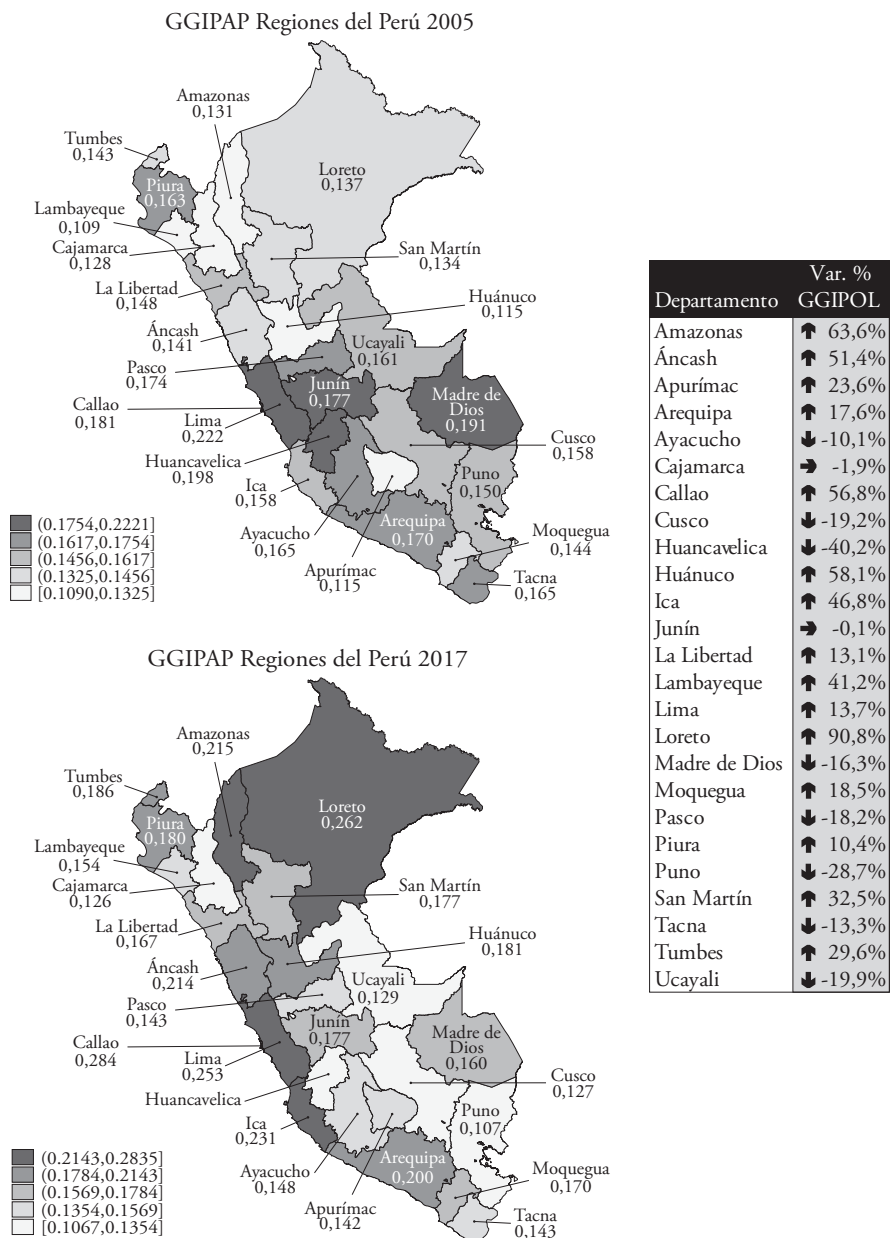 GGIPAP Regiones del Perú 2005
Amazonas
0,131
Tumbes
0,143
Loreto
0,137
Piura
0,163
Lambayeque
0,109
Cajamarca
0,128
San Martín
0,134
La Libertad
0,148
Huánuco
0,115
Áncash
0,141
Ucayali
0,161
Pasco
0,174
Junín
0,177
Madre de
Dios
0,191
Callao
0,181
Lima
0,222
Cusco
0,158
Huancavelica
0,198
Puno
0,150
Ica
0,158
Ayacucho
0,165
Arequipa
0,170
Moquegua
0,144
Apurímac
0,115
Tacna
0,165
(0.1754,0.2221]
(0.1617,0.1754]
(0.1456,0.1617]
(0.1325,0.1456]
[0.1090,0.1325]
GGIPAP Regiones del Perú 2017
Amazonas
0,215
Tumbes
0,186
Loreto
0,262
Piura
0,180
Lambayeque
0,154
Cajamarca
0,126
San Martín
0,177
La Libertad
0,167
Huánuco
0,181
Áncash
0,214
Ucayali
0,129
Pasco
0,143
Junín
0,177
Madre de
Dios
0,160
Callao
0,284
Lima
0,253
Cusco
0,127
Huancavelica
Puno
0,107
Ica
0,231
Ayacucho
0,148
Arequipa
0,200
Moquegua
0,170
Apurímac
0,142
Tacna
0,143
(0.2143,0.2835]
(0.1784,0.2143]
(0.1569,0.1784]
(0.1354,0.1569]
[0.1067,0.1354]
Var. %
Departamento GGIPOL
Amazonas 🡹 63,6%
Áncash 🡹 51,4%
Apurímac 🡹 23,6%
Arequipa 🡹 17,6%
Ayacucho 🡻 -10,1%
Cajamarca 🡺 -1,9%
Callao 🡹 56,8%
Cusco 🡻 -19,2%
Huancavelica 🡻 -40,2%
Huánuco 🡹 58,1%
Ica 🡹 46,8%
Junín 🡺 -0,1%
La Libertad 🡹 13,1%
Lambayeque 🡹 41,2%
Lima 🡹 13,7%
Loreto 🡹 90,8%
Madre de Dios 🡻 -16,3%
Moquegua 🡹 18,5%
Pasco 🡻 -18,2%
Piura 🡹 10,4%
Puno 🡻 -28,7%
San Martín 🡹 32,5%
Tacna 🡻 -13,3%
Tumbes 🡹 29,6%
Ucayali 🡻 -19,9%